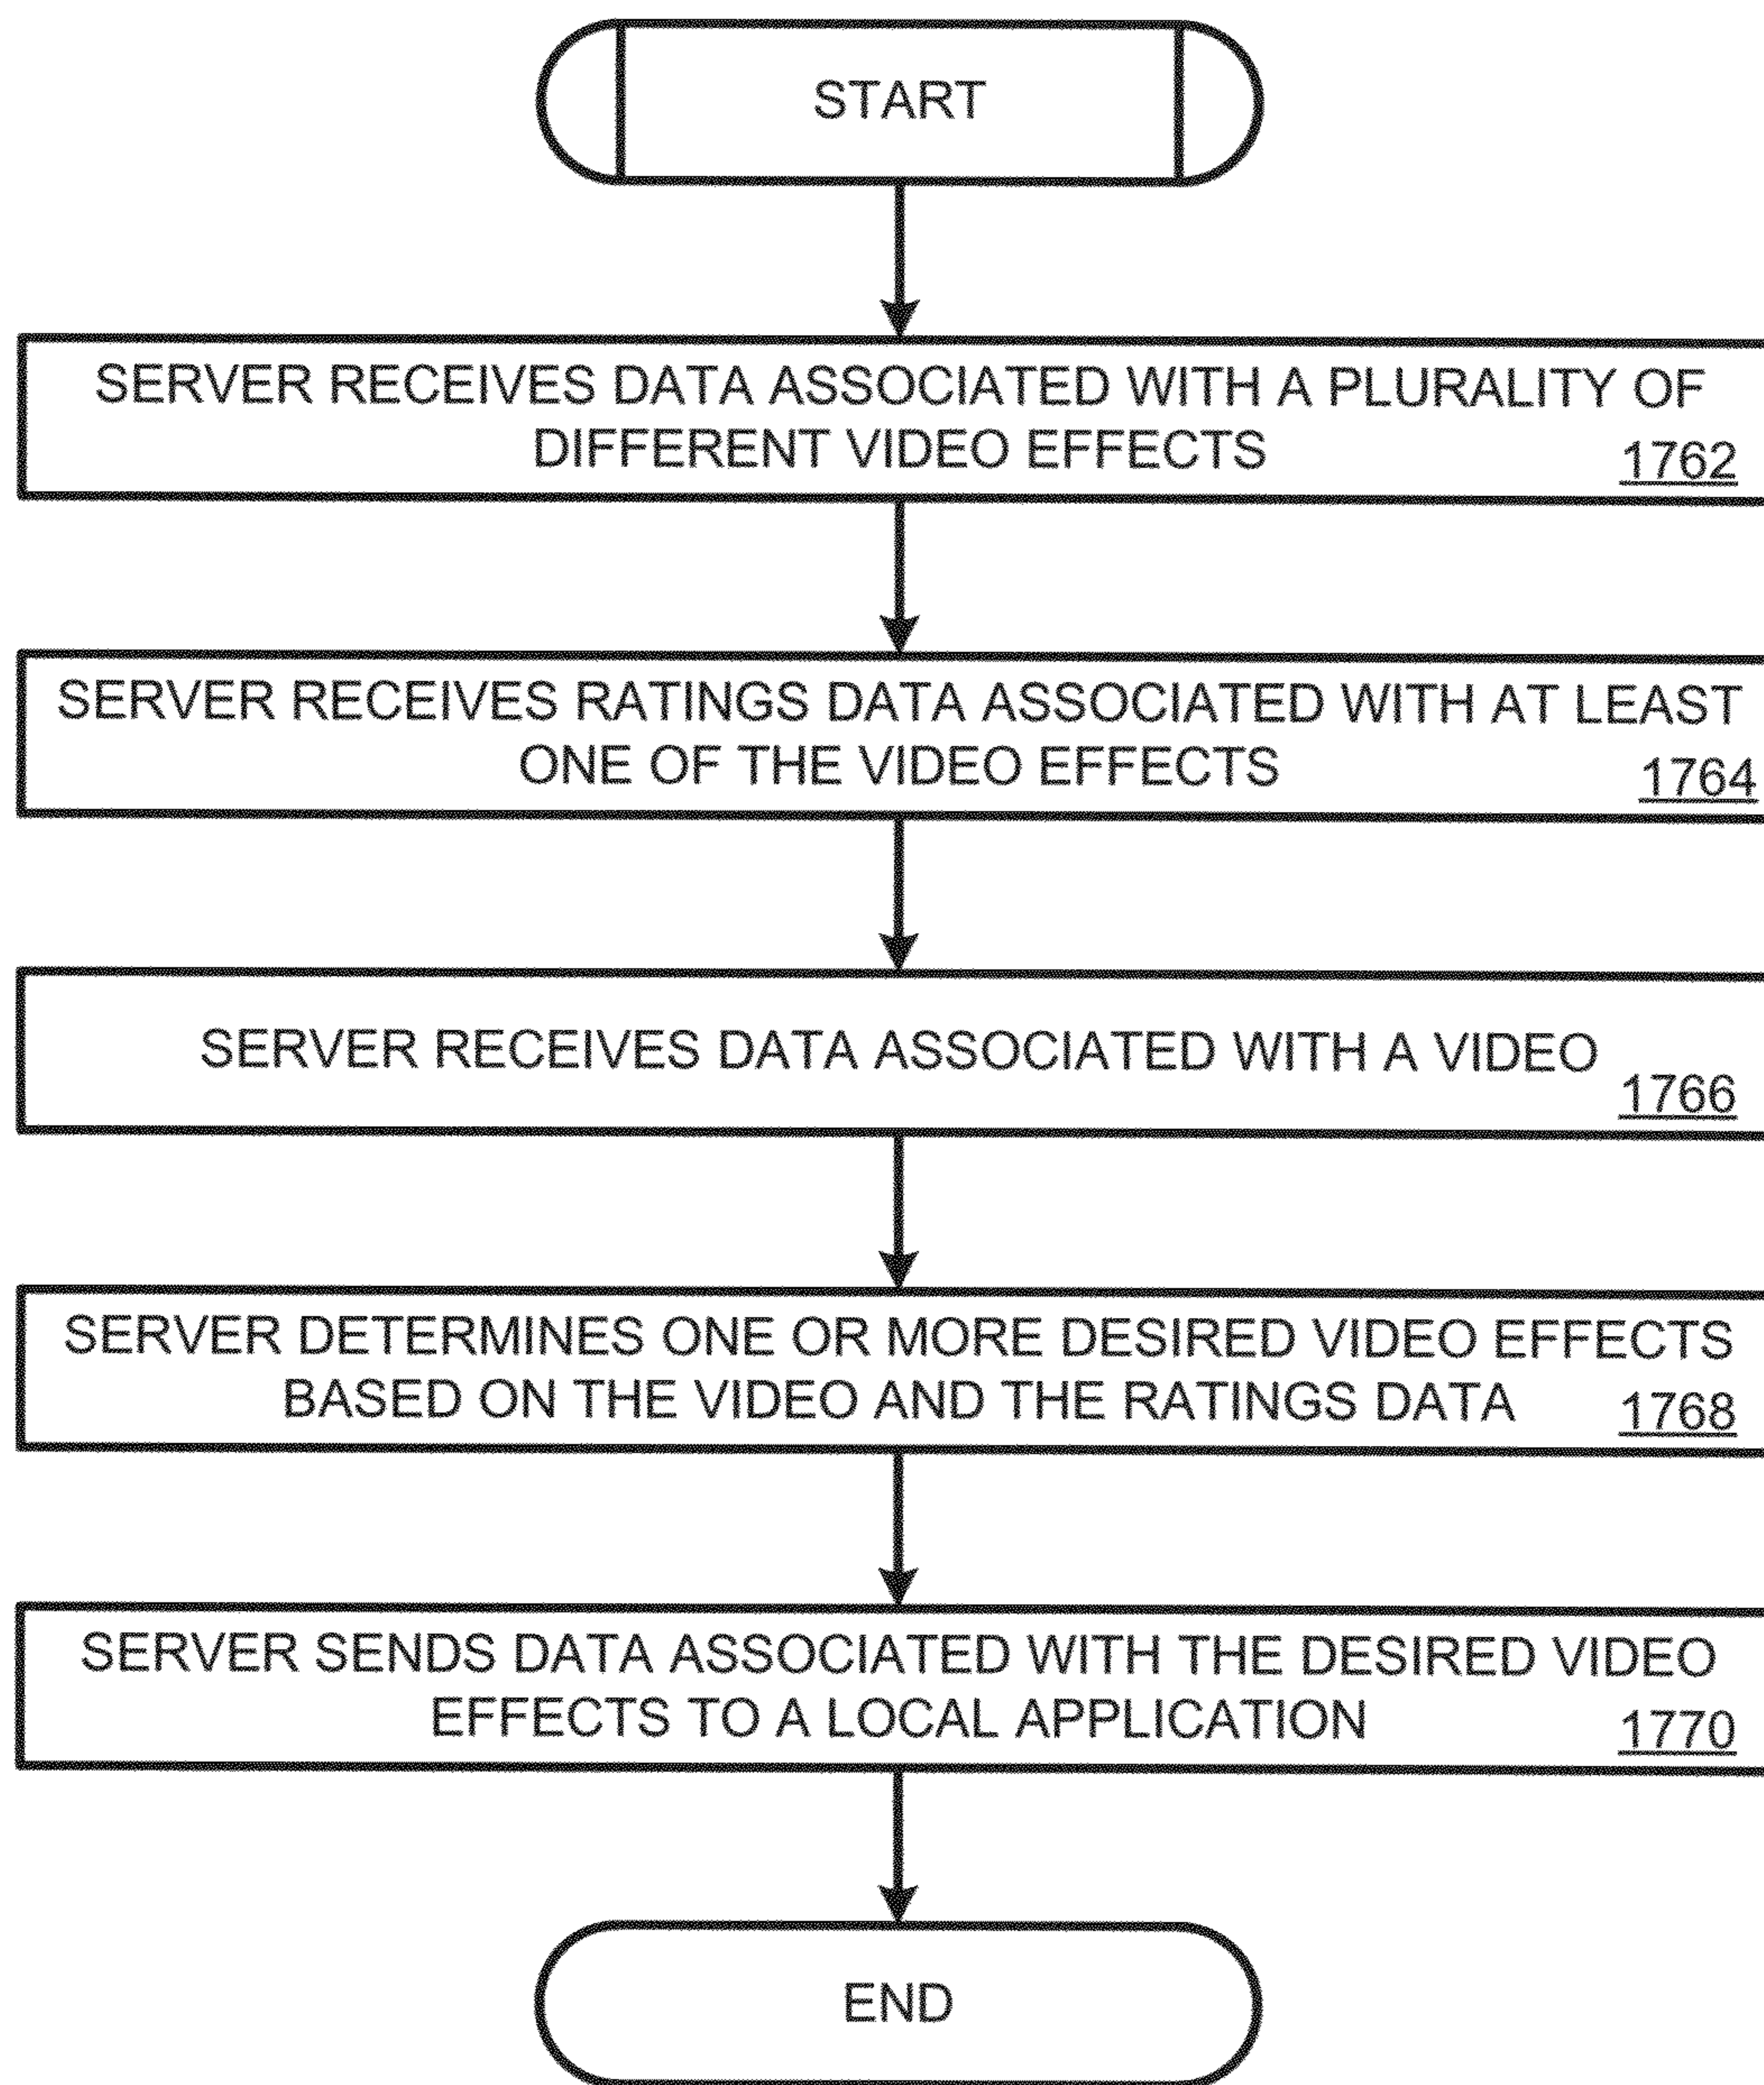 START
SERVER RECEIVES DATA ASSOCIATED WITH A PLURALITY OF
DIFFERENT VIDEO EFFECTS
1762
SERVER RECEIVES RATINGS DATA ASSOCIATED WITH AT LEAST
ONE OF THE VIDEO EFFECTS
1764
SERVER RECEIVES DATA ASSOCIATED WITH A VIDEO
1766
SERVER DETERMINES ONE OR MORE DESIRED VIDEO EFFECTS
BASED ON THE VIDEO AND THE RATINGS DATA
1768
SERVER SENDS DATA ASSOCIATED WITH THE DESIRED VIDEO
EFFECTS TO A LOCAL APPLICATION
1770
END